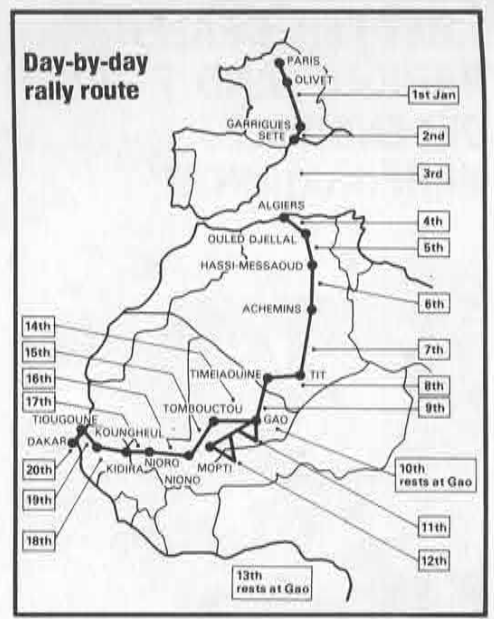 Day-by-day
rally route
PARIS
OLIVET
1st Jan
GARRIGUES
SETE
2nd
3rd
ALGIERS
4th
OULED DJELLAL
5th
HASSI-MESSAOUD
6th
ACHEMINS
7th
14th
15th
TIMEIAOUINE
TIT
8th
16th
9th
17th
TOMBOUCTOU
TIOUGOUNE
KOUNGHEUL
GAO
DAKAR
KIDIRA
NIORO
MOPTI
NIONO
10th
rests at Gao
20th
19th
11th
18th
12th
13th
rests at Gao